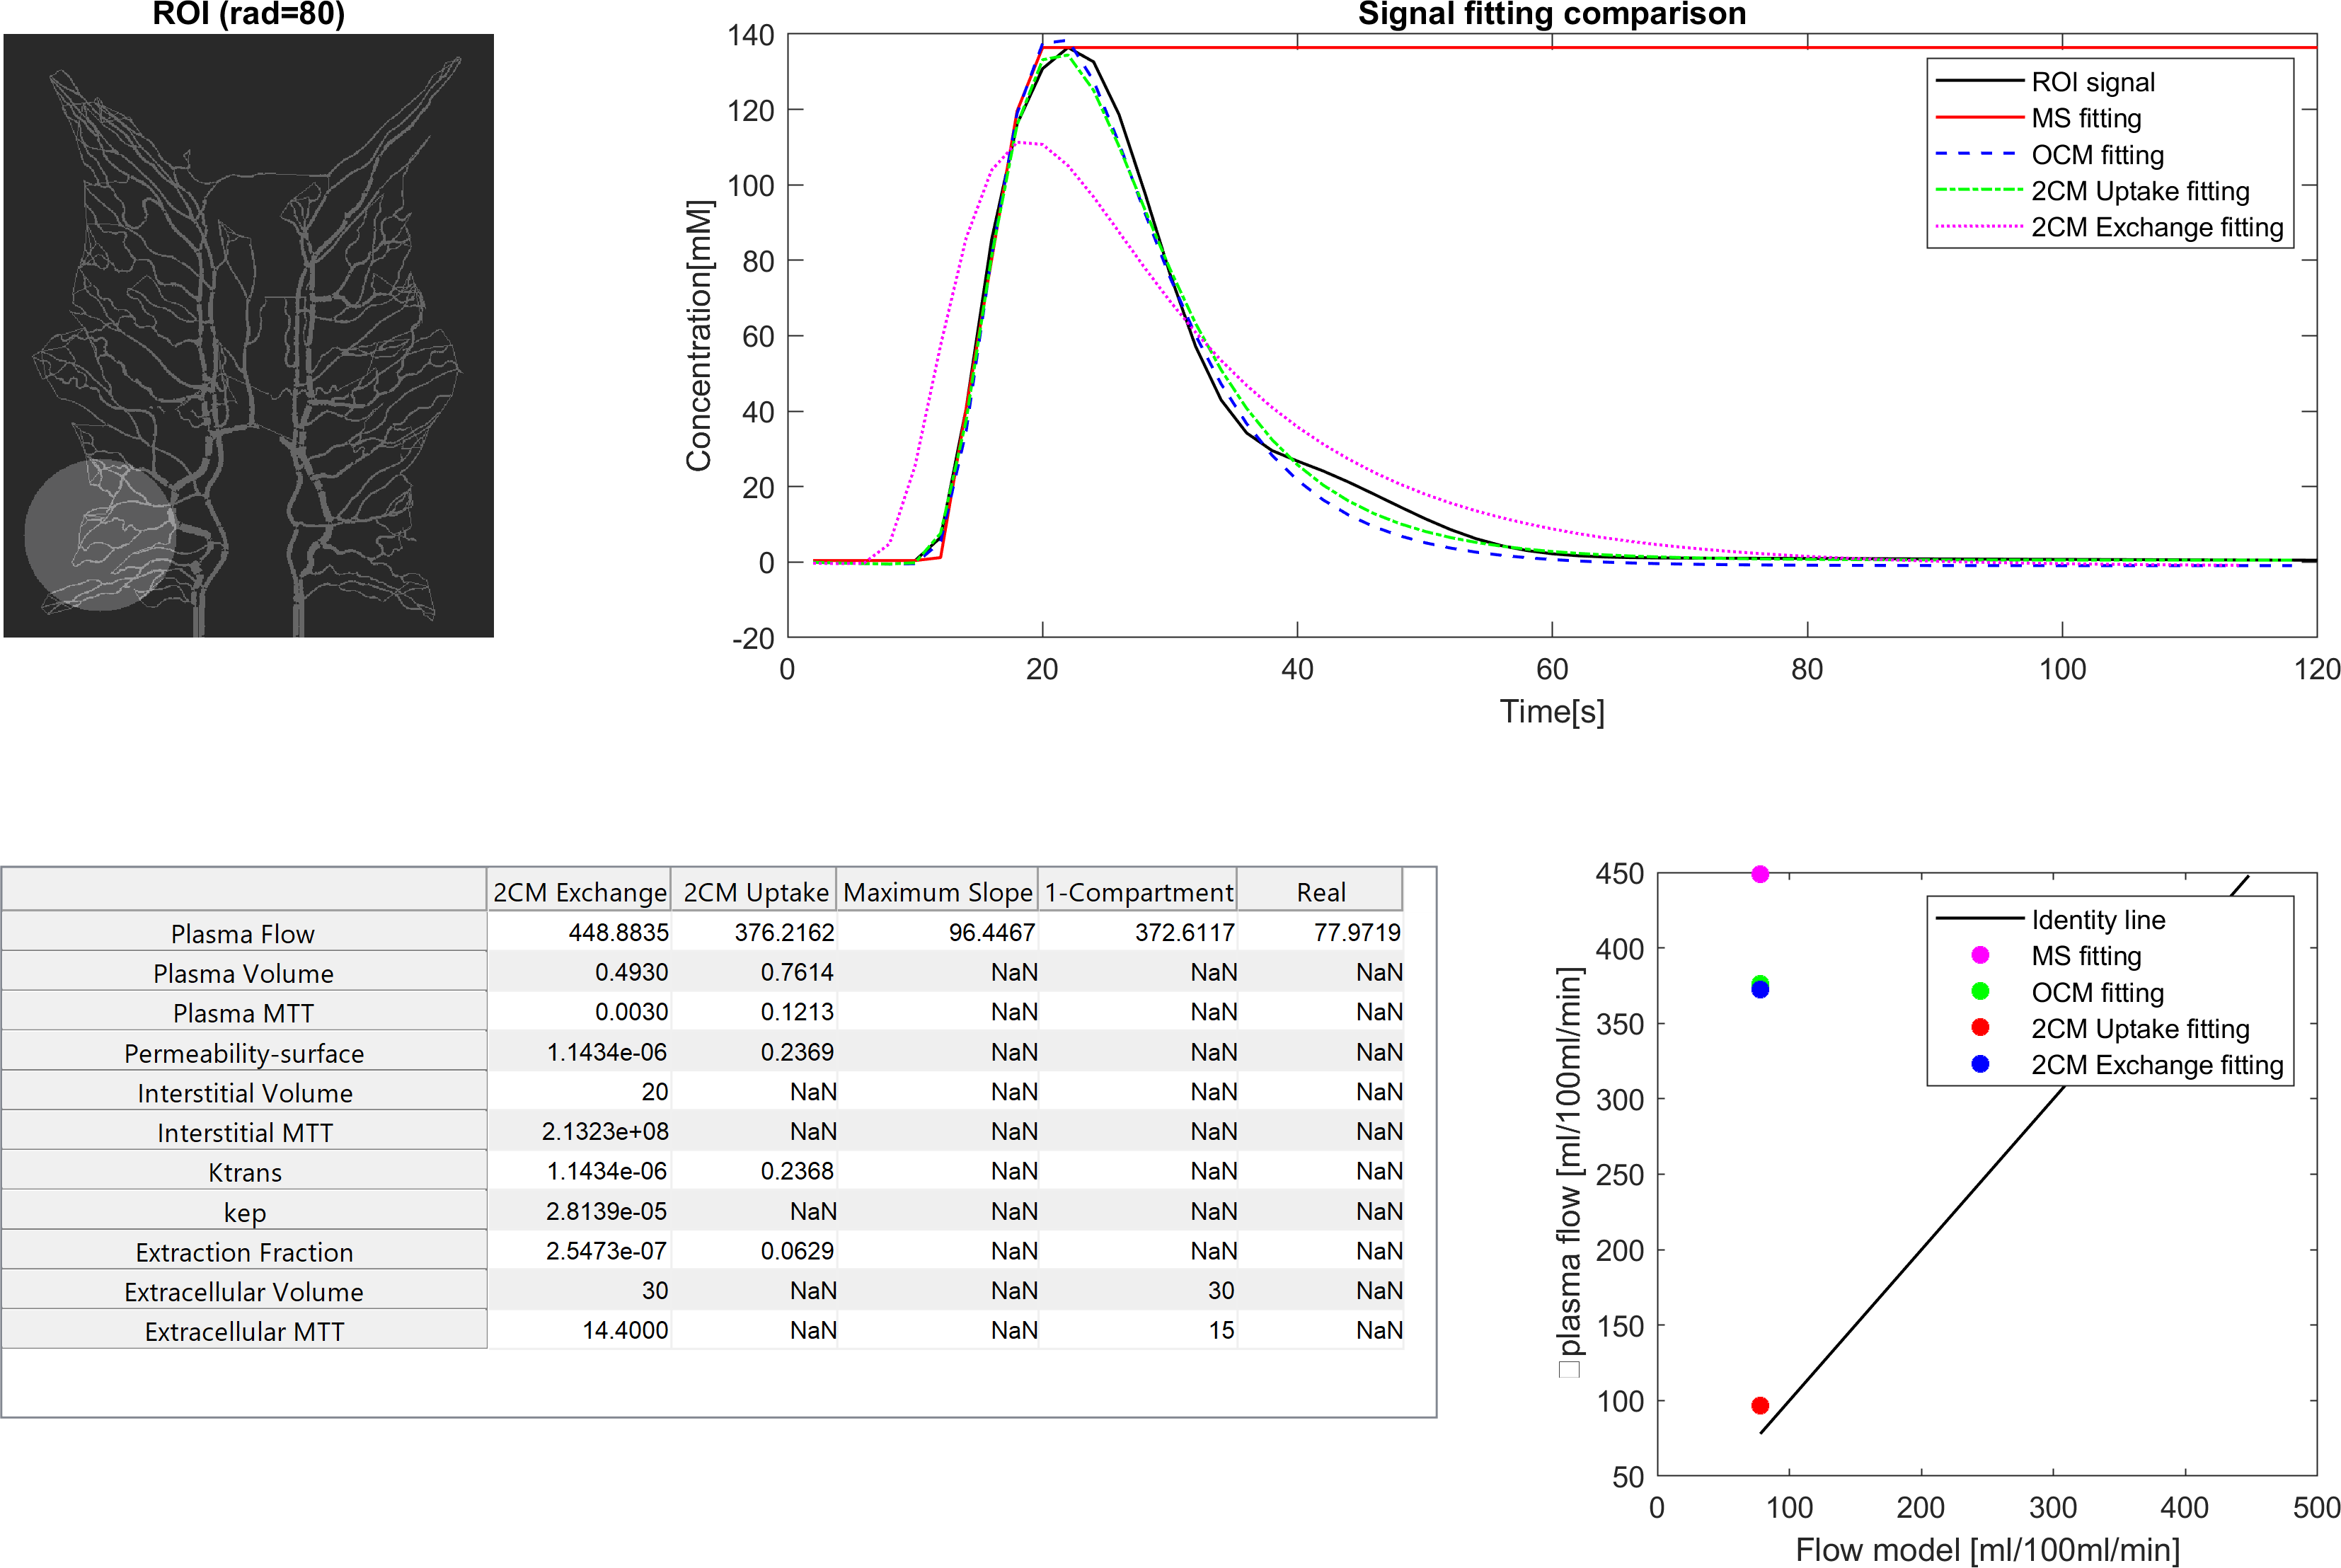 ROI (rad=80)
Signal fitting comparison
140
120
100
80
60
40
20
0
-20
Concentration[mM]
0 20 40 60 80 100 120
Time[s]
ROI signal
MS fitting
OCM fitting
2CM Uptake fitting
2CM Exchange fitting
2CM Exchange 2CM Uptake Maximum Slope 1-Compartment Real
Plasma Flow 448.8835 376.2162 96.4467 372.6117 77.9719
Plasma Volume 0.4930 0.7614 NaN NaN NaN
Plasma MTT 0.0030 0.1213 NaN NaN NaN
Permeability-surface 1.1434e-06 0.2369 NaN NaN NaN
Interstitial Volume 20 NaN NaN NaN NaN
Interstitial MTT 2.1323e+08 NaN NaN NaN NaN
Ktrans 1.1434e-06 0.2368 NaN NaN NaN
kep 2.8139e-05 NaN NaN NaN NaN
Extraction Fraction 2.5473e-07 0.0629 NaN NaN NaN
Extracellular Volume 30 NaN NaN 30 NaN
Extracellular MTT 14.4000 NaN NaN 15 NaN
450
400
350
300
250
200
150
100
50
□plasma flow [ml/100ml/min]
0 100 200 300 400 500
Flow model [ml/100ml/min]
Identity line
MS fitting
OCM fitting
2CM Uptake fitting
2CM Exchange fitting